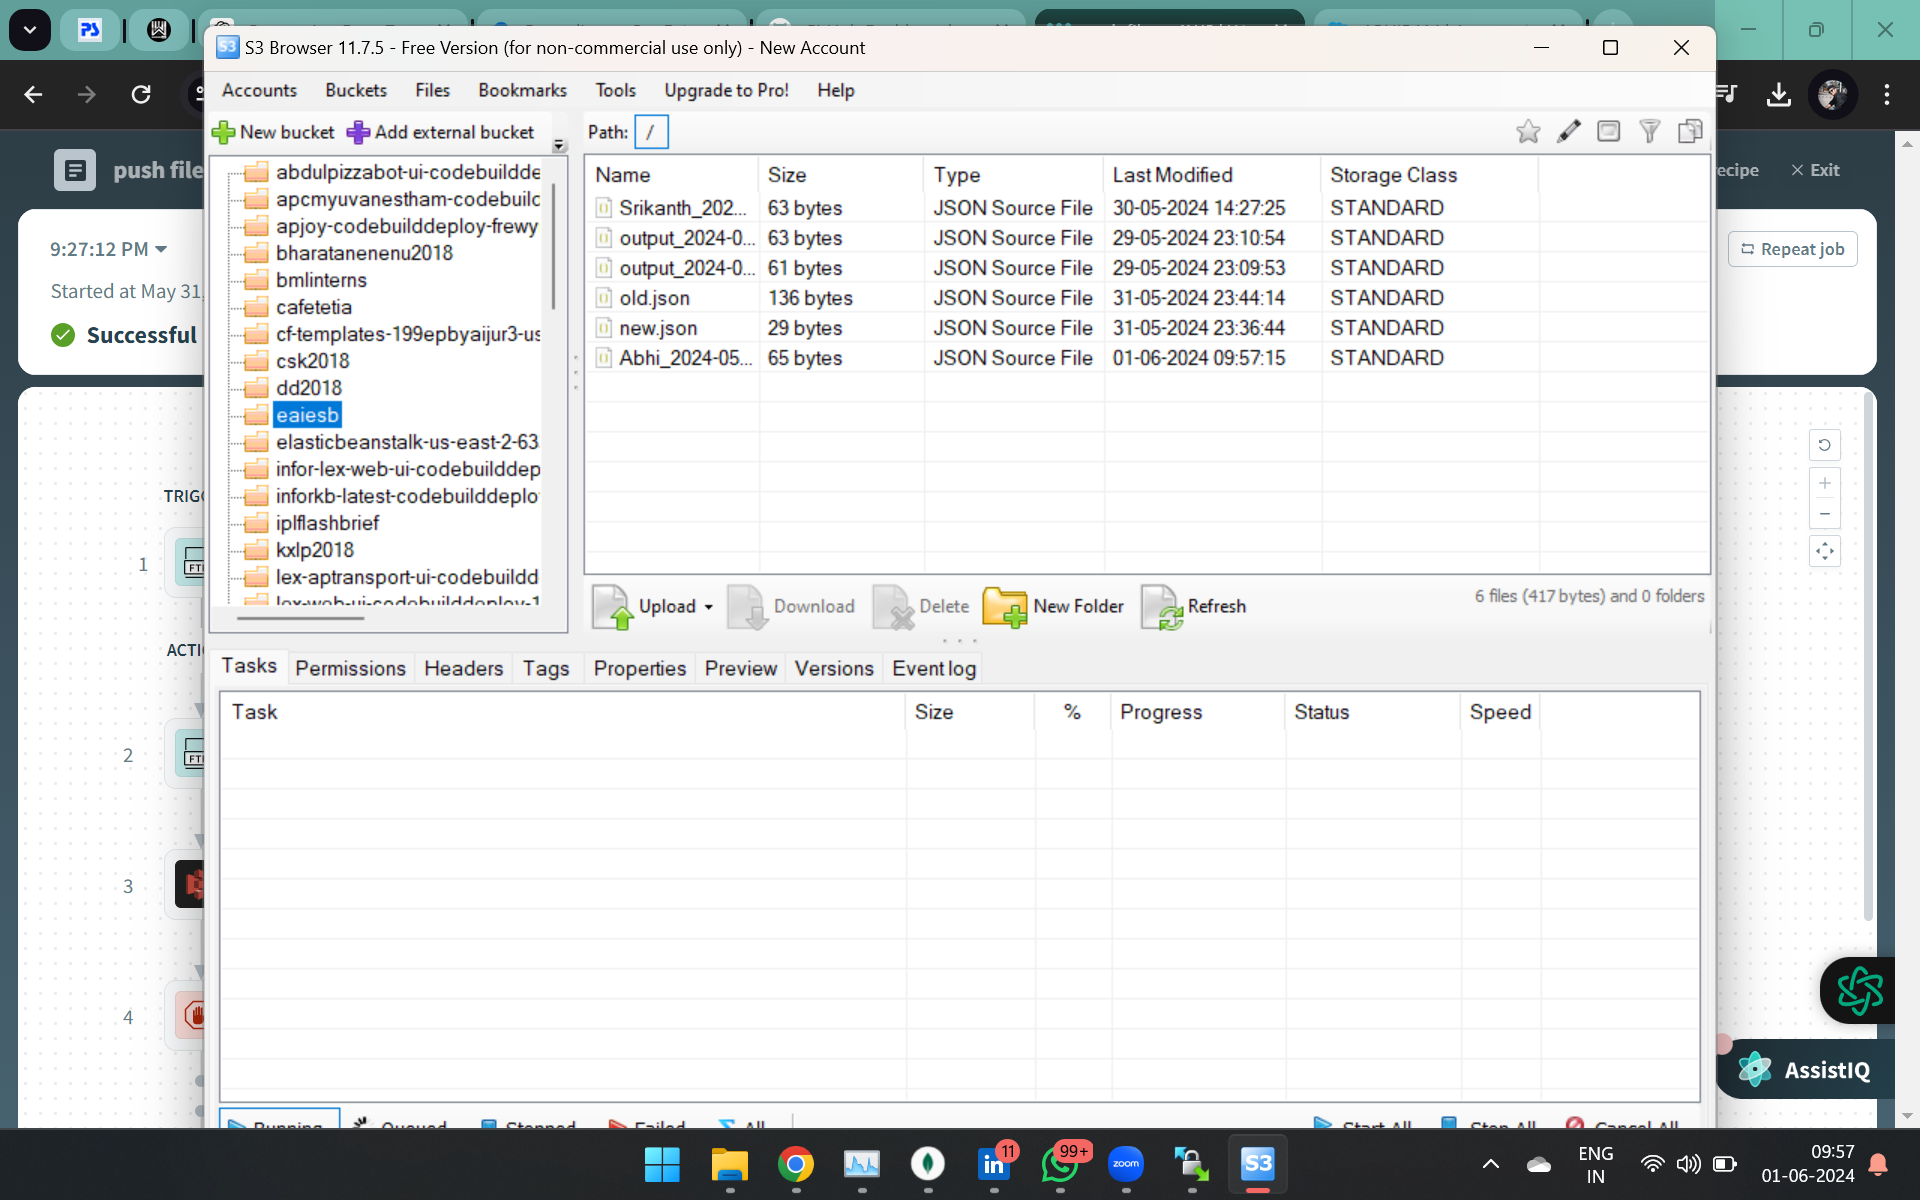 PS
S3 Browser 11.7.5 - Free Version (for non-commercial use only) - New Account
Accounts Buckets Files Bookmarks Tools Upgrade to Pro! Help
New bucket Add external bucket Path: /
push file
ecipe Exit
9:27:12 PM
Started at May 31,
Successful
Repeat job
abdulpizzabot-ui-codebuildde
apcmyuvanestham-codebuilc
apjoy-codebuilddeploy-frewy
bharatanenenu2018
bmlinterns
cafetetia
cf-templates-199epbyaijur3-us
csk2018
dd2018
eaiesb
elasticbeanstalk-us-east-2-63
infor-lex-web-ui-codebuilddep
inforkb-latest-codebuilddeplo
iplflashbrief
kxlp2018
lex-aptransport-ui-codebuildd
lex-web-ui-codebuilddeploy-1
Name Size Type Last Modified Storage Class
Srikanth_202... 63 bytes JSON Source File 30-05-2024 14:27:25 STANDARD
output_2024-0... 63 bytes JSON Source File 29-05-2024 23:10:54 STANDARD
output_2024-0... 61 bytes JSON Source File 29-05-2024 23:09:53 STANDARD
old.json 136 bytes JSON Source File 31-05-2024 23:44:14 STANDARD
new.json 29 bytes JSON Source File 31-05-2024 23:36:44 STANDARD
Abhi_2024-05... 65 bytes JSON Source File 01-06-2024 09:57:15 STANDARD
Upload Download Delete New Folder Refresh
6 files (417 bytes) and 0 folders
TRIG
1
ACTI
2
3
4
Tasks Permissions Headers Tags Properties Preview Versions Event log
Task Size % Progress Status Speed
Running Queued Stopped Failed All Start All Stop All Cancel All
AssistIQ
11
99+
zoom
S3
ENG
IN
09:57
01-06-2024